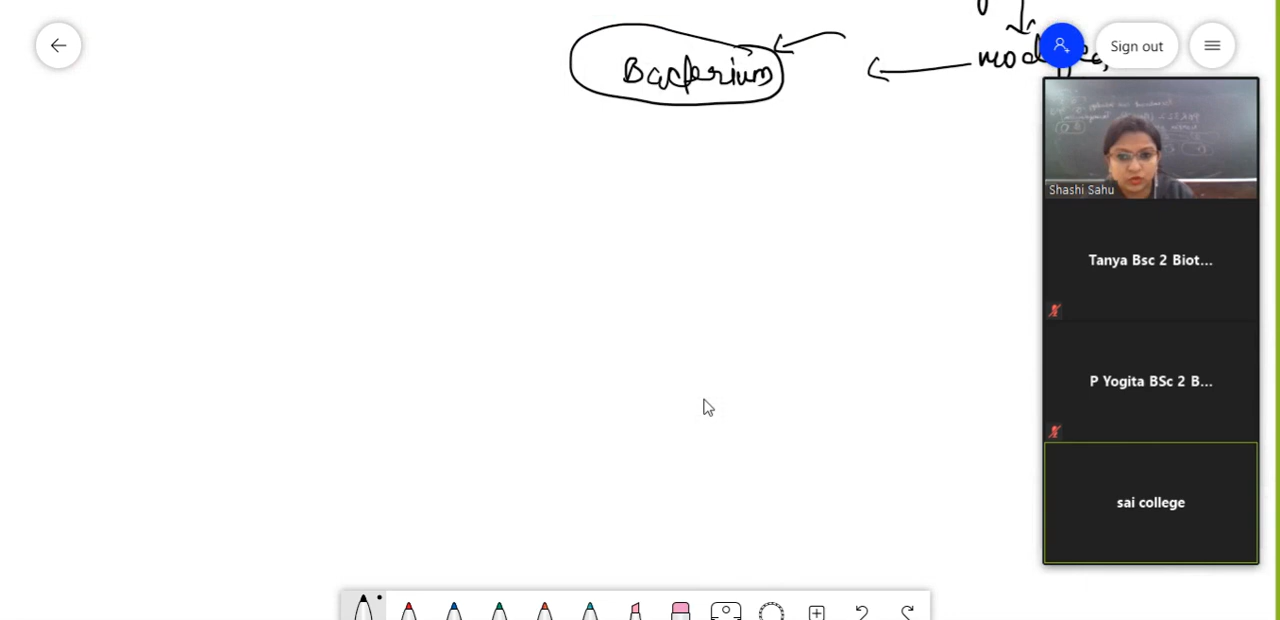 Bacterium
Sign out
Shashi Sahu
Tanya Bsc 2 Biot...
P Yogita BSc 2 B...
sai college